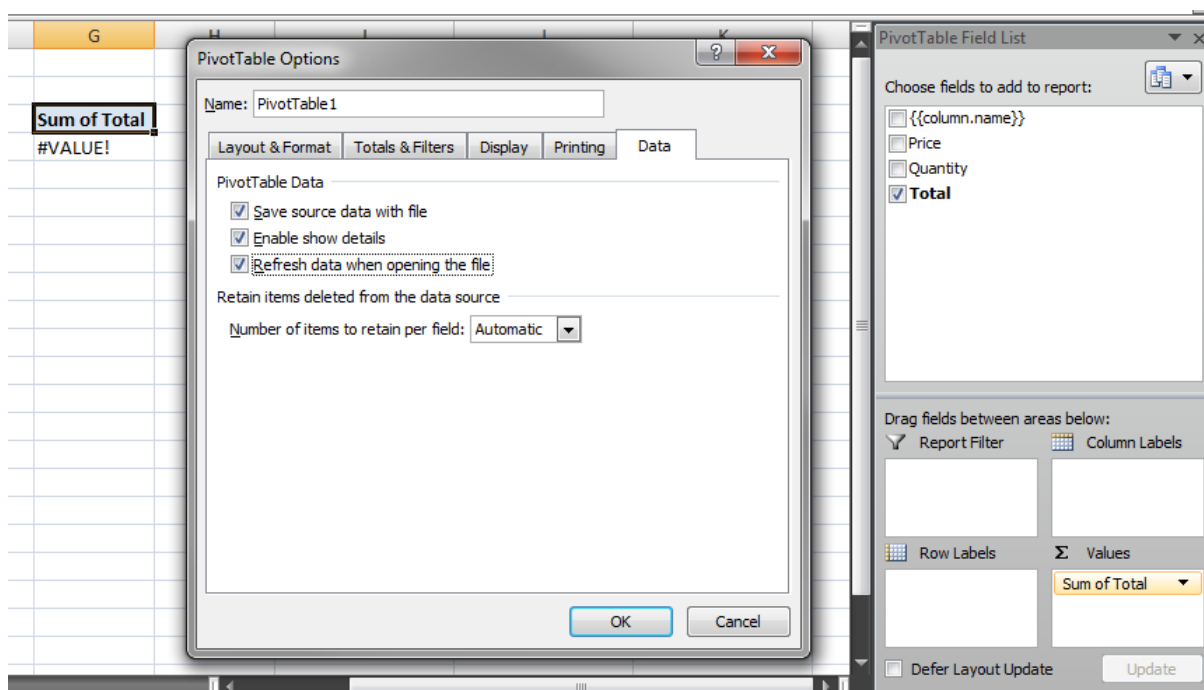 G
PivotTable Options
PivotTable Field List
Choose fields to add to report:
Name: PivotTable1
{{column.name}}
Sum of Total
#VALUE!
Price
Layout & Format Totals & Filters Display Printing Data
Quantity
PivotTable Data
Total
Save source data with file
Enable show details
Refresh data when opening the file
Retain items deleted from the data source
Number of items to retain per field: Automatic
Drag fields between areas below:
Report Filter Column Labels
Row Labels Σ Values
Sum of Total
OK Cancel
Defer Layout Update Update